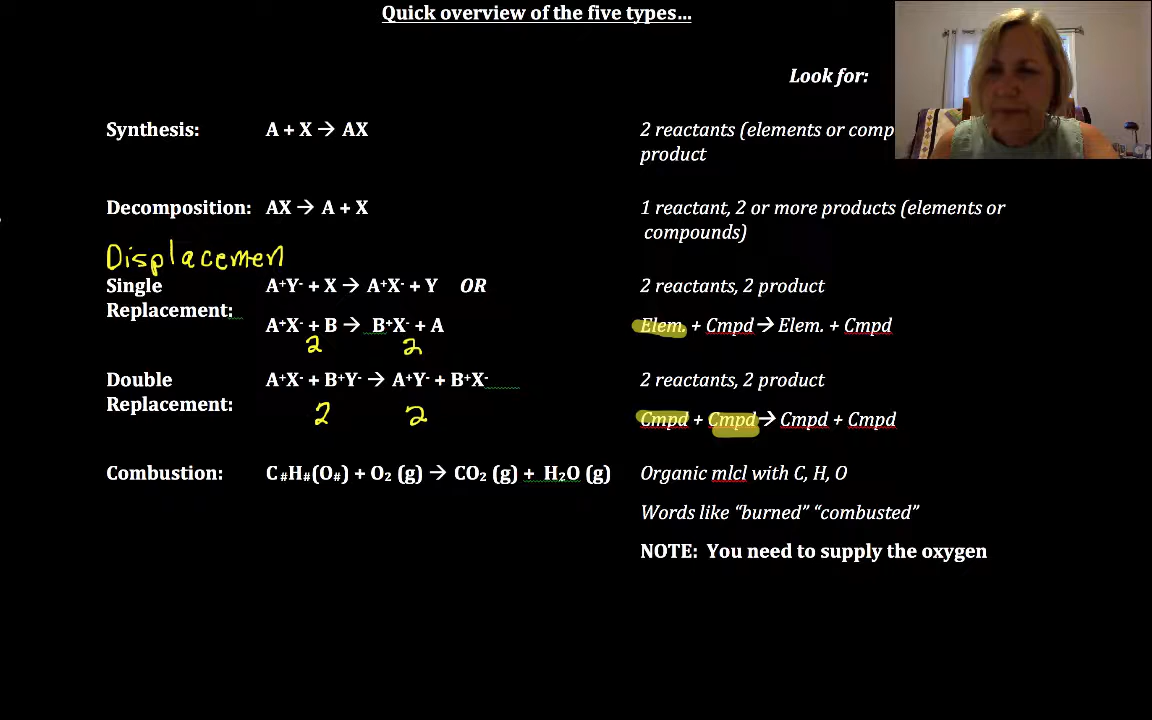 Quick overview of the five types…
Look for:
Synthesis: A + X → AX 2 reactants (elements or comp
product
Decomposition: AX → A + X 1 reactant, 2 or more products (elements or
compounds)
Displacemen
Single A⁺Y⁻ + X → A⁺X⁻ + Y OR 2 reactants, 2 product
Replacement:
A⁺X⁻ + B → B⁺X⁻ + A Elem. + Cmpd → Elem. + Cmpd
2 2
Double A⁺X⁻ + B⁺Y⁻ → A⁺Y⁻ + B⁺X⁻ 2 reactants, 2 product
Replacement:
2 2 Cmpd + Cmpd → Cmpd + Cmpd
Combustion: C#H#(O#) + O₂ (g) → CO₂ (g) + H₂O (g) Organic mlcl with C, H, O
Words like “burned” “combusted”
NOTE: You need to supply the oxygen